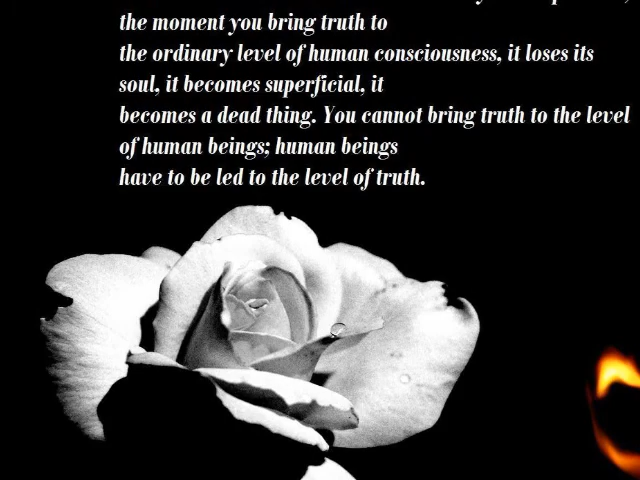 the moment you bring truth to
the ordinary level of human consciousness, it loses its
soul, it becomes superficial, it
becomes a dead thing. You cannot bring truth to the level
of human beings; human beings
have to be led to the level of truth.